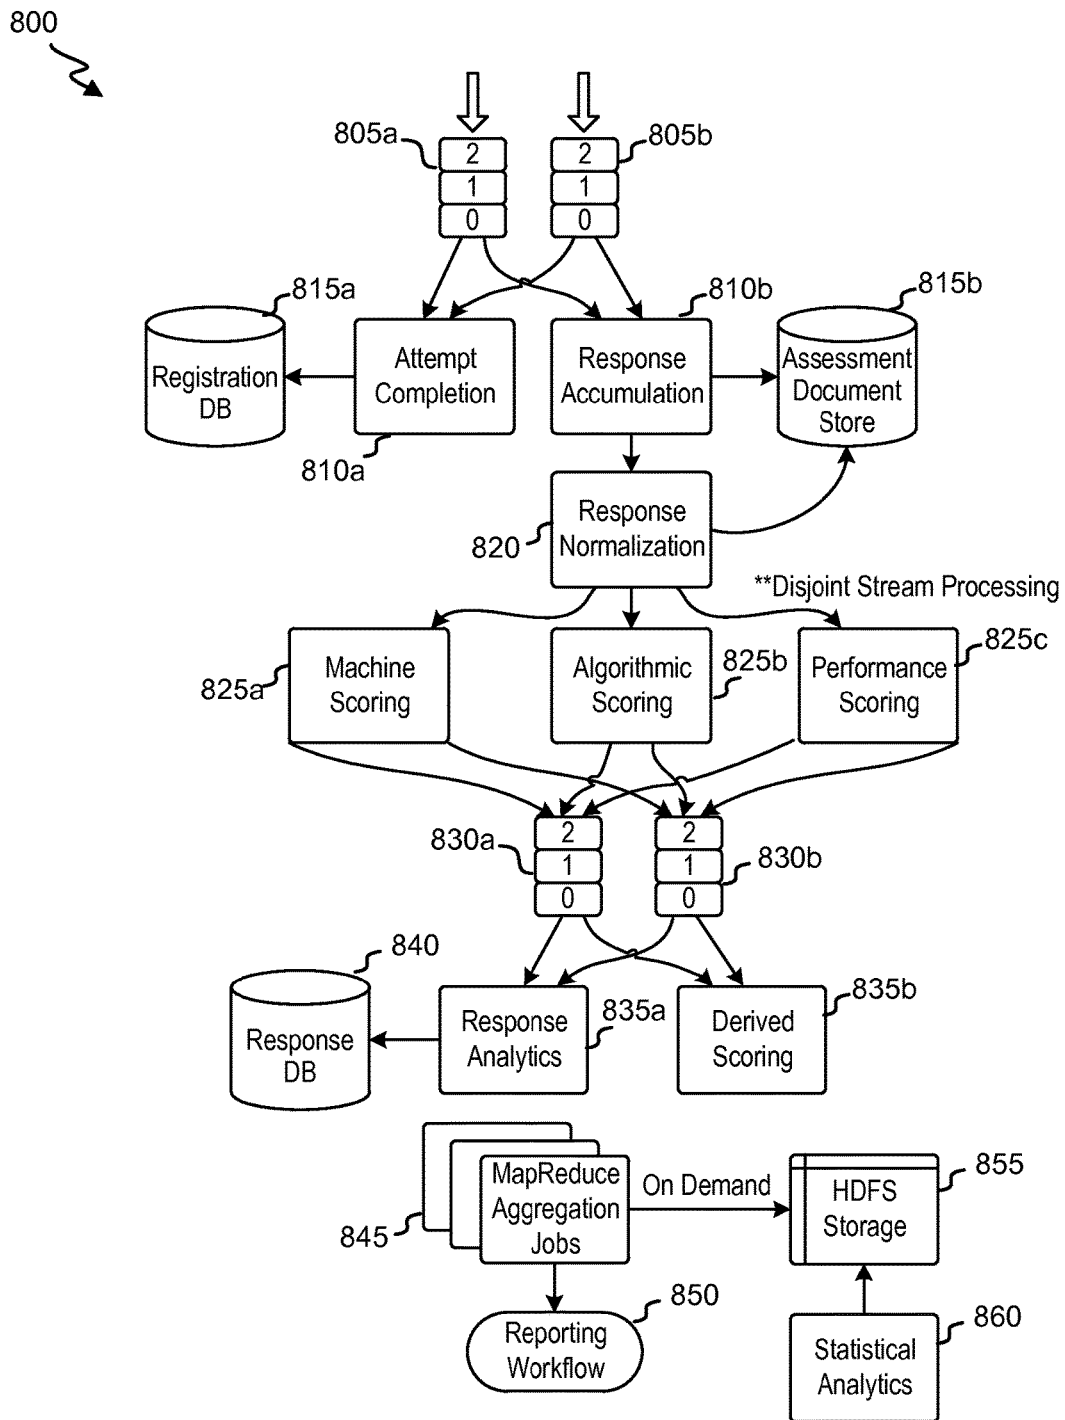 800
805a
805b
2
2
1
1
0
0
815a
810b
815b
Registration
DB
Attempt
Completion
Response
Accumulation
Assessment
Document
Store
810a
820
Response
Normalization
**Disjoint Stream Processing
825a
Machine
Scoring
Algorithmic
Scoring
825b
Performance
Scoring
825c
830a
2
2
1
1
830b
0
0
840
Response
DB
Response
Analytics
835a
Derived
Scoring
835b
MapReduce
Aggregation
Jobs
845
On Demand
HDFS
Storage
855
850
Reporting
Workflow
Statistical
Analytics
860